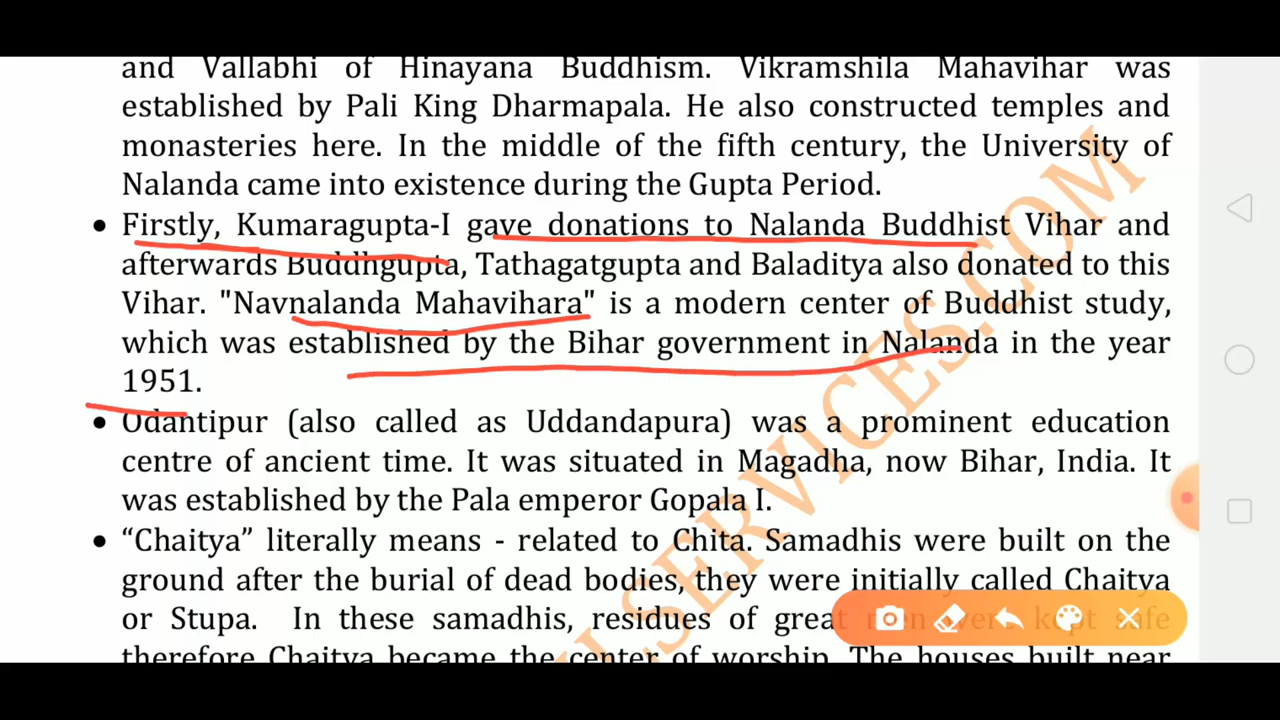 and Vallabhi of Hinayana Buddhism. Vikramshila Mahavihar was
established by Pali King Dharmapala. He also constructed temples and
monasteries here. In the middle of the fifth century, the University of
Nalanda came into existence during the Gupta Period.
• Firstly, Kumaragupta-I gave donations to Nalanda Buddhist Vihar and
afterwards Buddhgupta, Tathagatgupta and Baladitya also donated to this
Vihar. "Navnalanda Mahavihara" is a modern center of Buddhist study,
which was established by the Bihar government in Nalanda in the year
1951.
• Odantipur (also called as Uddandapura) was a prominent education
centre of ancient time. It was situated in Magadha, now Bihar, India. It
was established by the Pala emperor Gopala I.
• “Chaitya” literally means - related to Chita. Samadhis were built on the
ground after the burial of dead bodies, they were initially called Chaitya
or Stupa. In these samadhis, residues of great men were kept safe
therefore Chaitya became the center of worship. The houses built near
SERVICES.COM